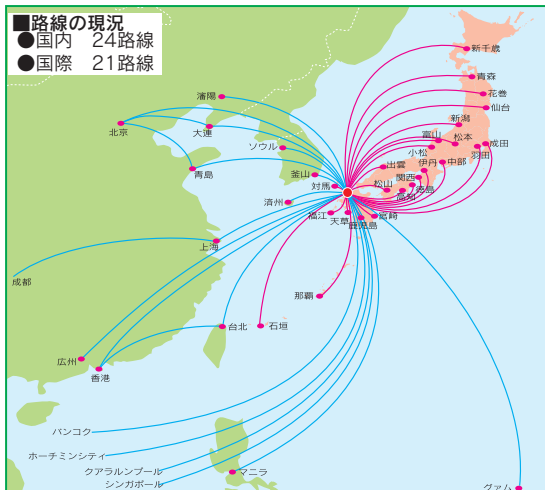 ■路線の現況
●国内 24路線
●国際 21路線
新千歳
青森
花巻
仙台
新潟
富山
松本
成田
羽田
小松
伊丹
中部
出雲
関西
徳島
松山
高知
瀋陽
北京
大連
ソウル
青島
釜山
対馬
済州
福江
天草
宮崎
鹿児島
上海
成都
那覇
台北
石垣
広州
香港
バンコク
ホーチミンシティ
クアラルンプール
シンガポール
マニラ
グァム